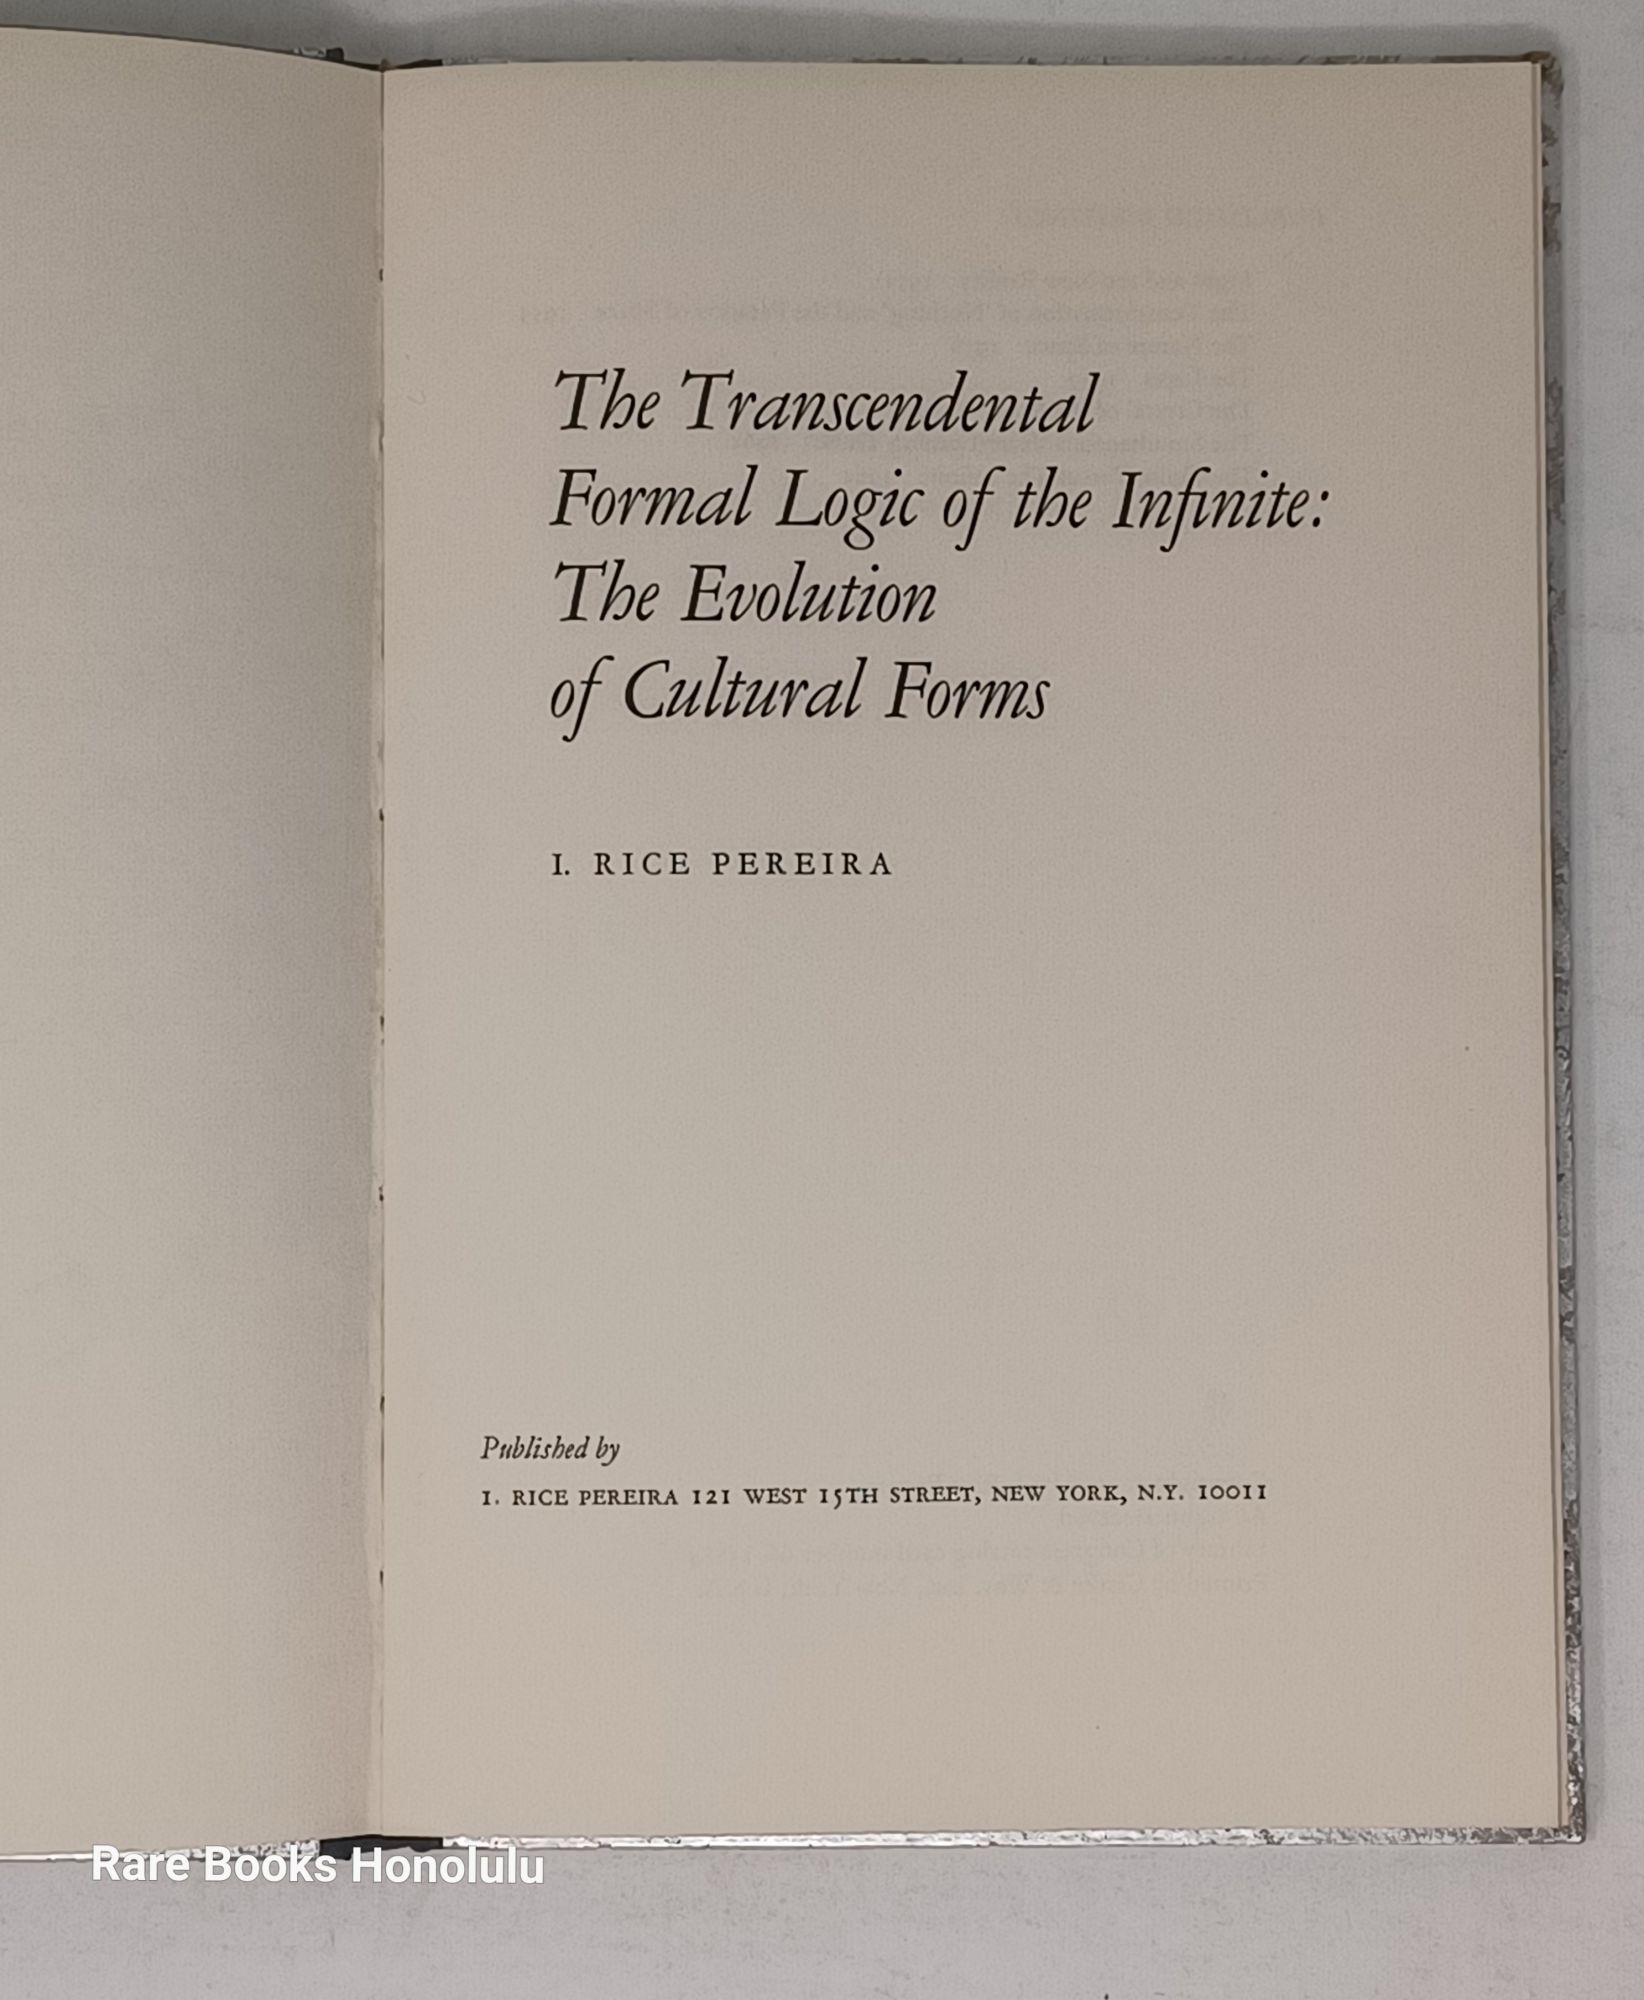 The Transcendental
Formal Logic of the Infinite:
The Evolution
of Cultural Forms
I. RICE PEREIRA
Published by
I. RICE PEREIRA 121 WEST 15TH STREET, NEW YORK, N.Y. 10011
Rare Books Honolulu